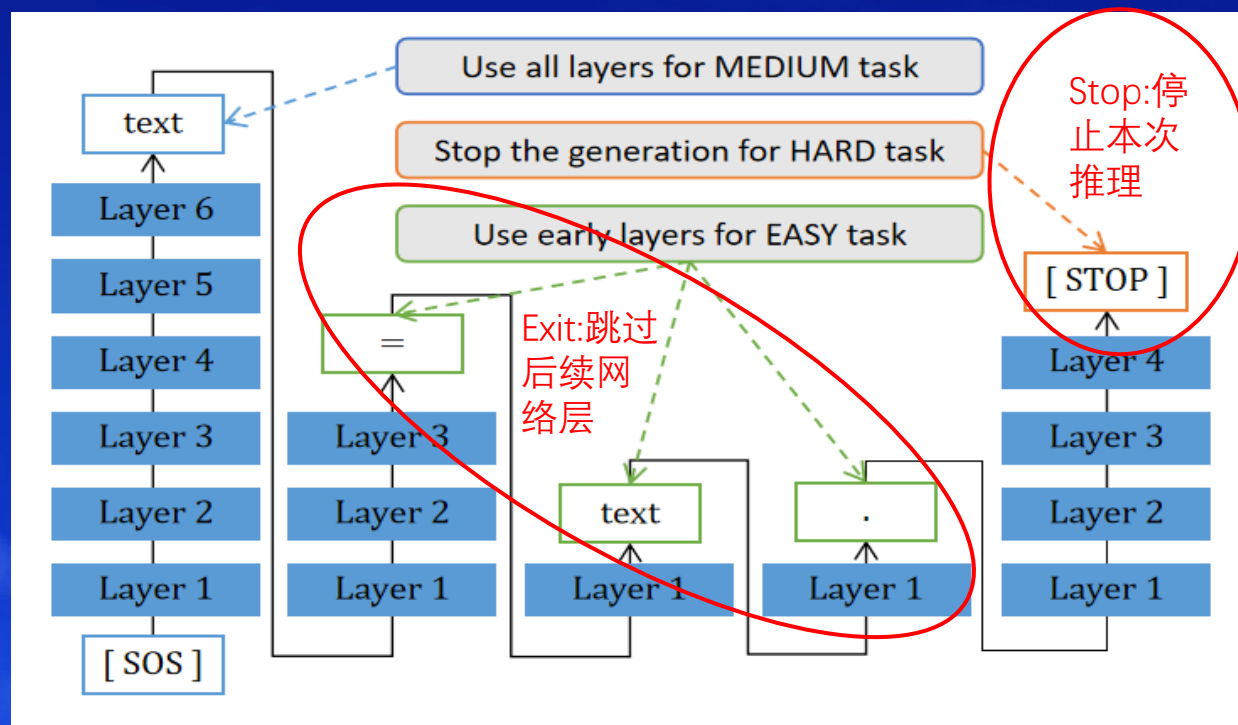 Use all layers for MEDIUM task
Stop the generation for HARD task
Use early layers for EASY task
Stop:停
止本次
推理
Exit:跳过
后续网
络层
text
Layer 6
Layer 5
Layer 4
Layer 3
Layer 2
Layer 1
[ SOS ]
=
Layer 3
Layer 2
Layer 1
text
Layer 1
.
Layer 1
[ STOP ]
Layer 4
Layer 3
Layer 2
Layer 1